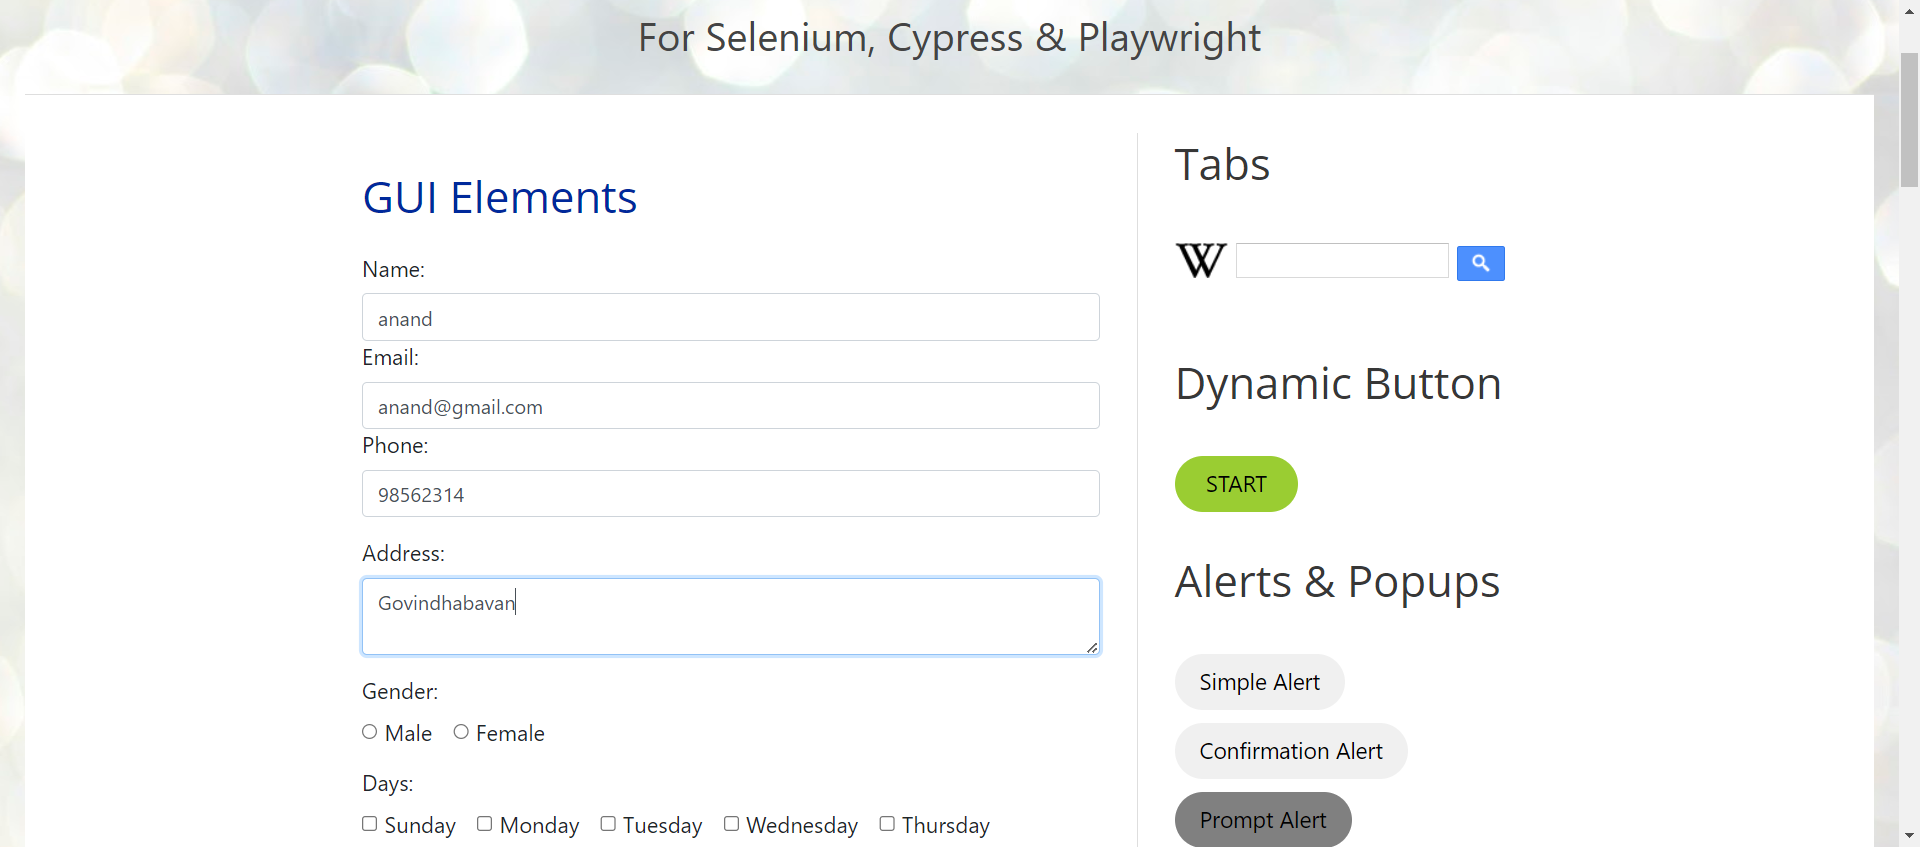 For Selenium, Cypress & Playwright
GUI Elements
Name:
anand
Email:
anand@gmail.com
Phone:
98562314
Address:
Govindhabavan
Gender:
Male Female
Days:
Sunday Monday Tuesday Wednesday Thursday
Tabs
W
Dynamic Button
START
Alerts & Popups
Simple Alert
Confirmation Alert
Prompt Alert